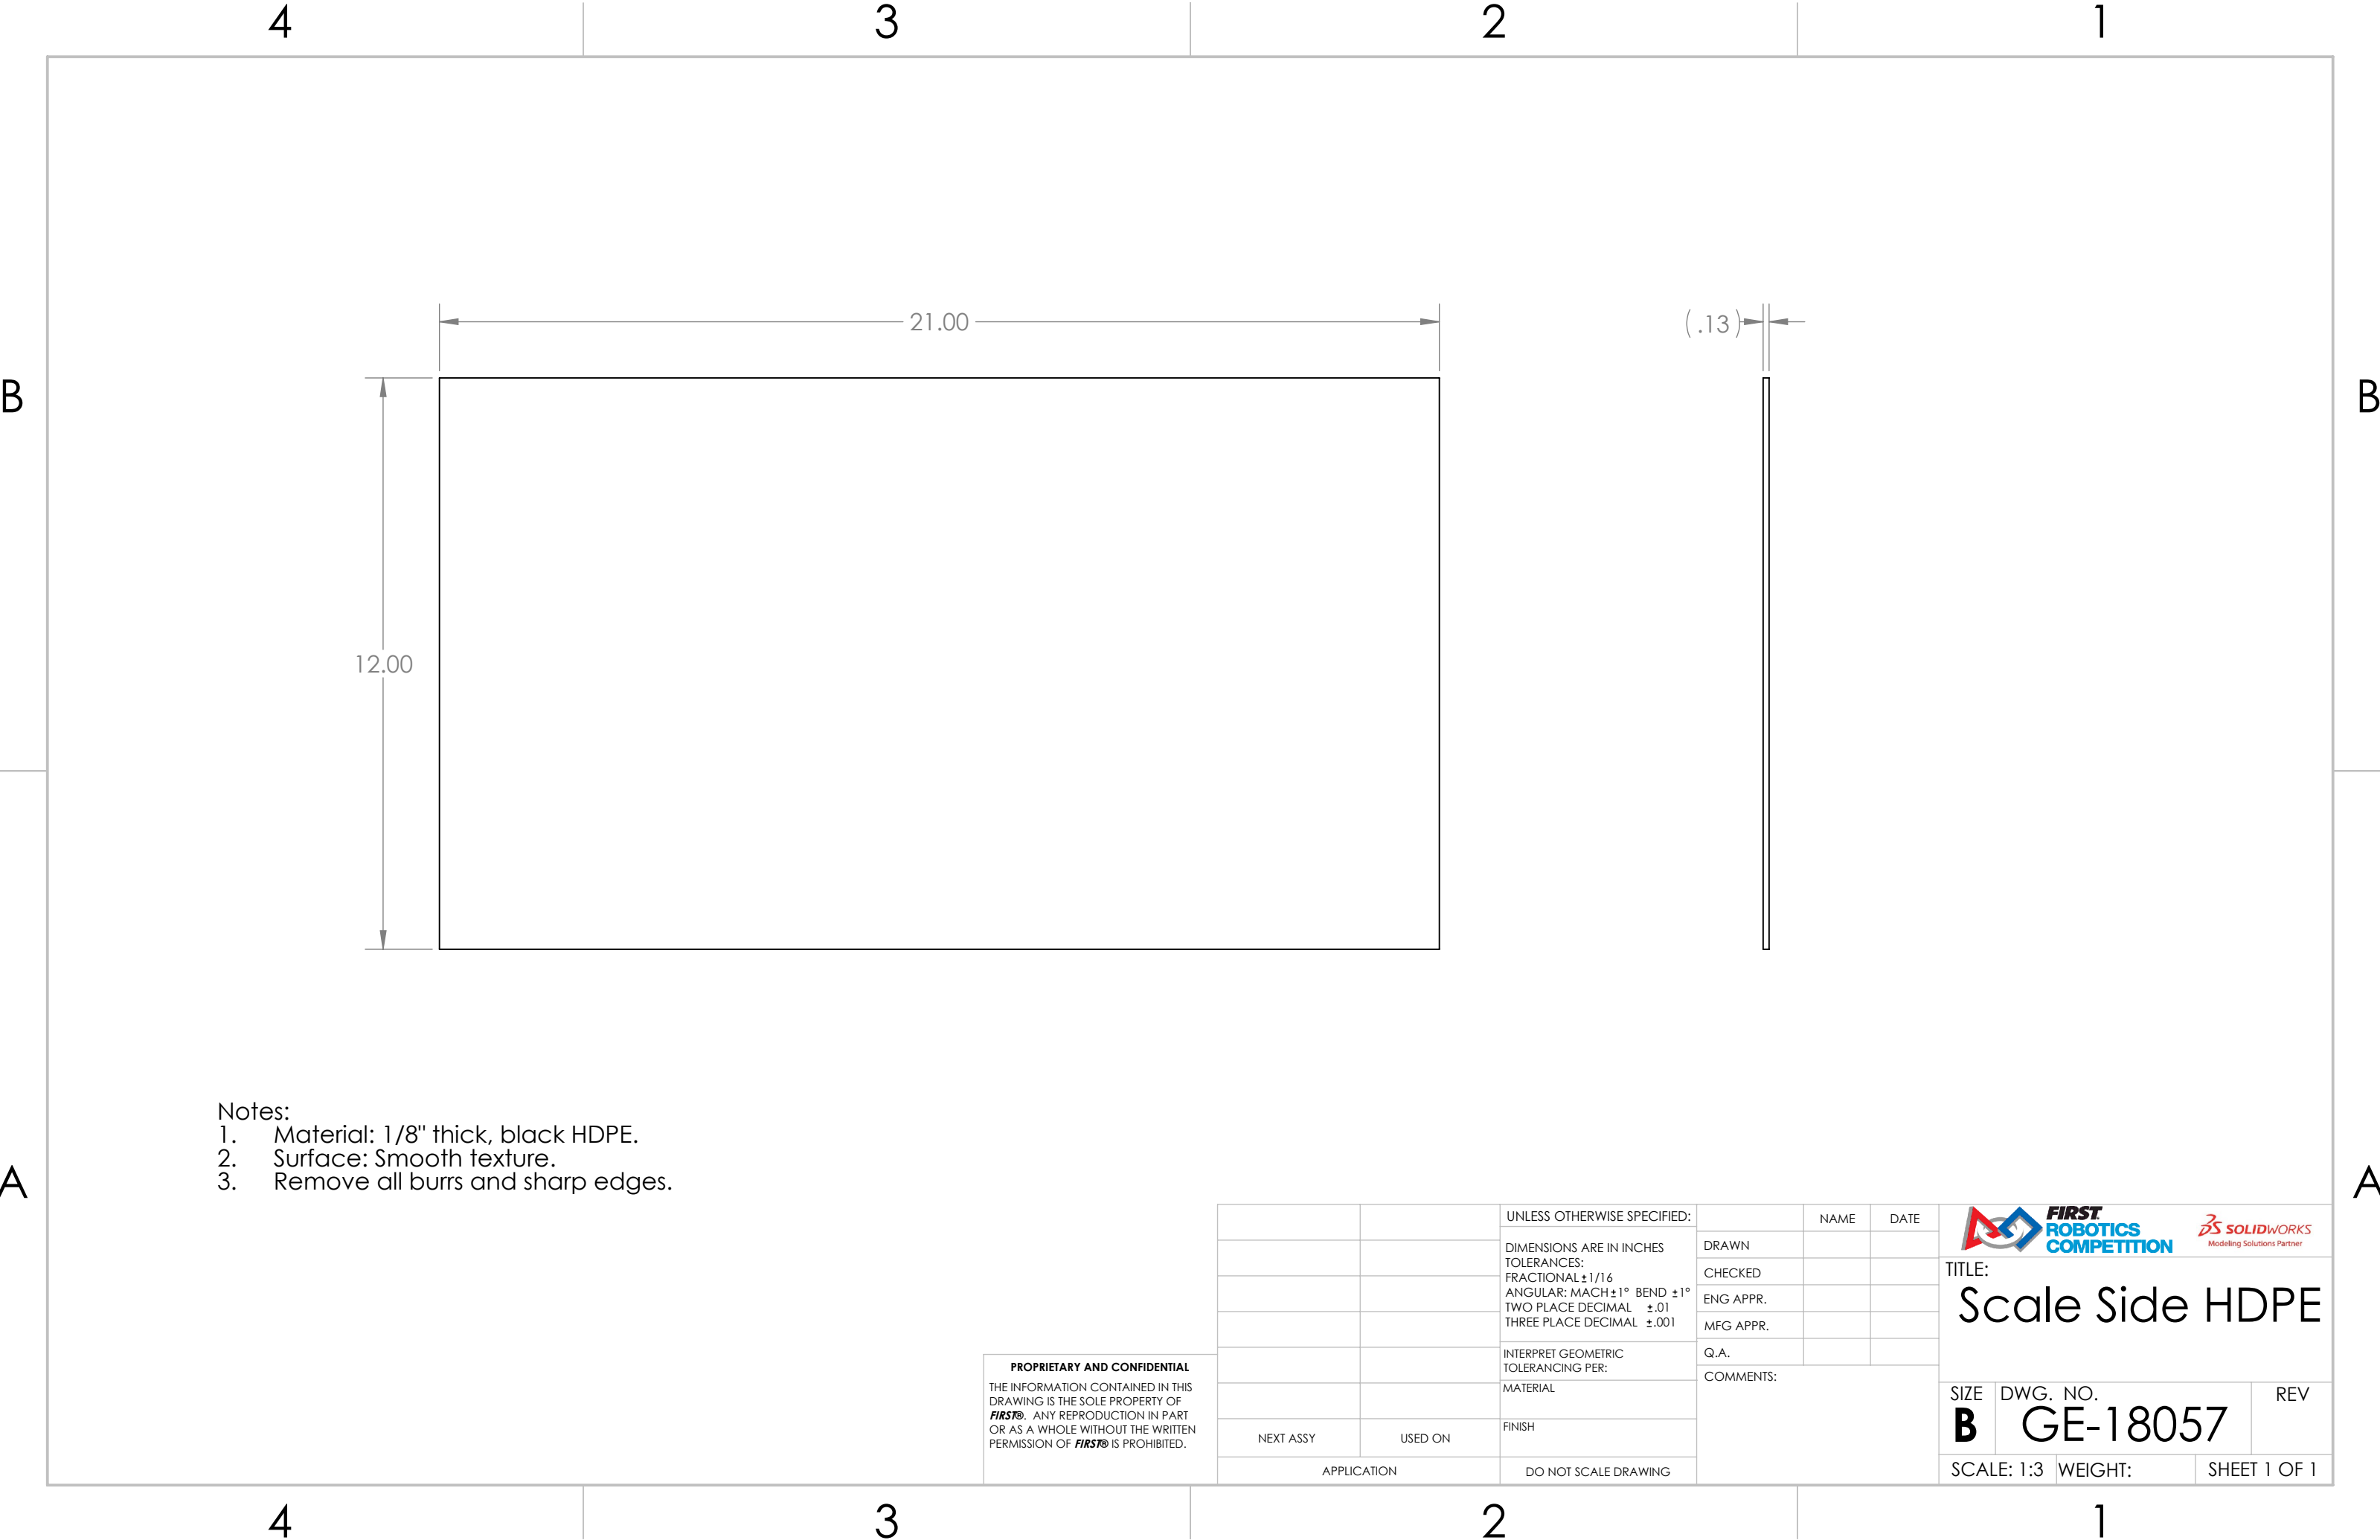 4 3 2 1
21.00
( .13 )
B B
12.00
Notes:
1. Material: 1/8" thick, black HDPE.
2. Surface: Smooth texture.
3. Remove all burrs and sharp edges.
A A
UNLESS OTHERWISE SPECIFIED:
DIMENSIONS ARE IN INCHES
TOLERANCES:
FRACTIONAL ± 1/16
ANGULAR: MACH ± 1° BEND ± 1°
TWO PLACE DECIMAL ± .01
THREE PLACE DECIMAL ± .001
INTERPRET GEOMETRIC
TOLERANCING PER:
MATERIAL
FINISH
DO NOT SCALE DRAWING
NAME DATE
DRAWN
CHECKED
ENG APPR.
MFG APPR.
Q.A.
COMMENTS:
FIRST.
ROBOTICS
COMPETITION
SOLIDWORKS
Modeling Solutions Partner
TITLE:
Scale Side HDPE
SIZE DWG. NO. REV
B GE-18057
SCALE: 1:3 WEIGHT: SHEET 1 OF 1
PROPRIETARY AND CONFIDENTIAL
THE INFORMATION CONTAINED IN THIS
DRAWING IS THE SOLE PROPERTY OF
FIRST®. ANY REPRODUCTION IN PART
OR AS A WHOLE WITHOUT THE WRITTEN
PERMISSION OF FIRST® IS PROHIBITED.
NEXT ASSY USED ON
APPLICATION
4 3 2 1